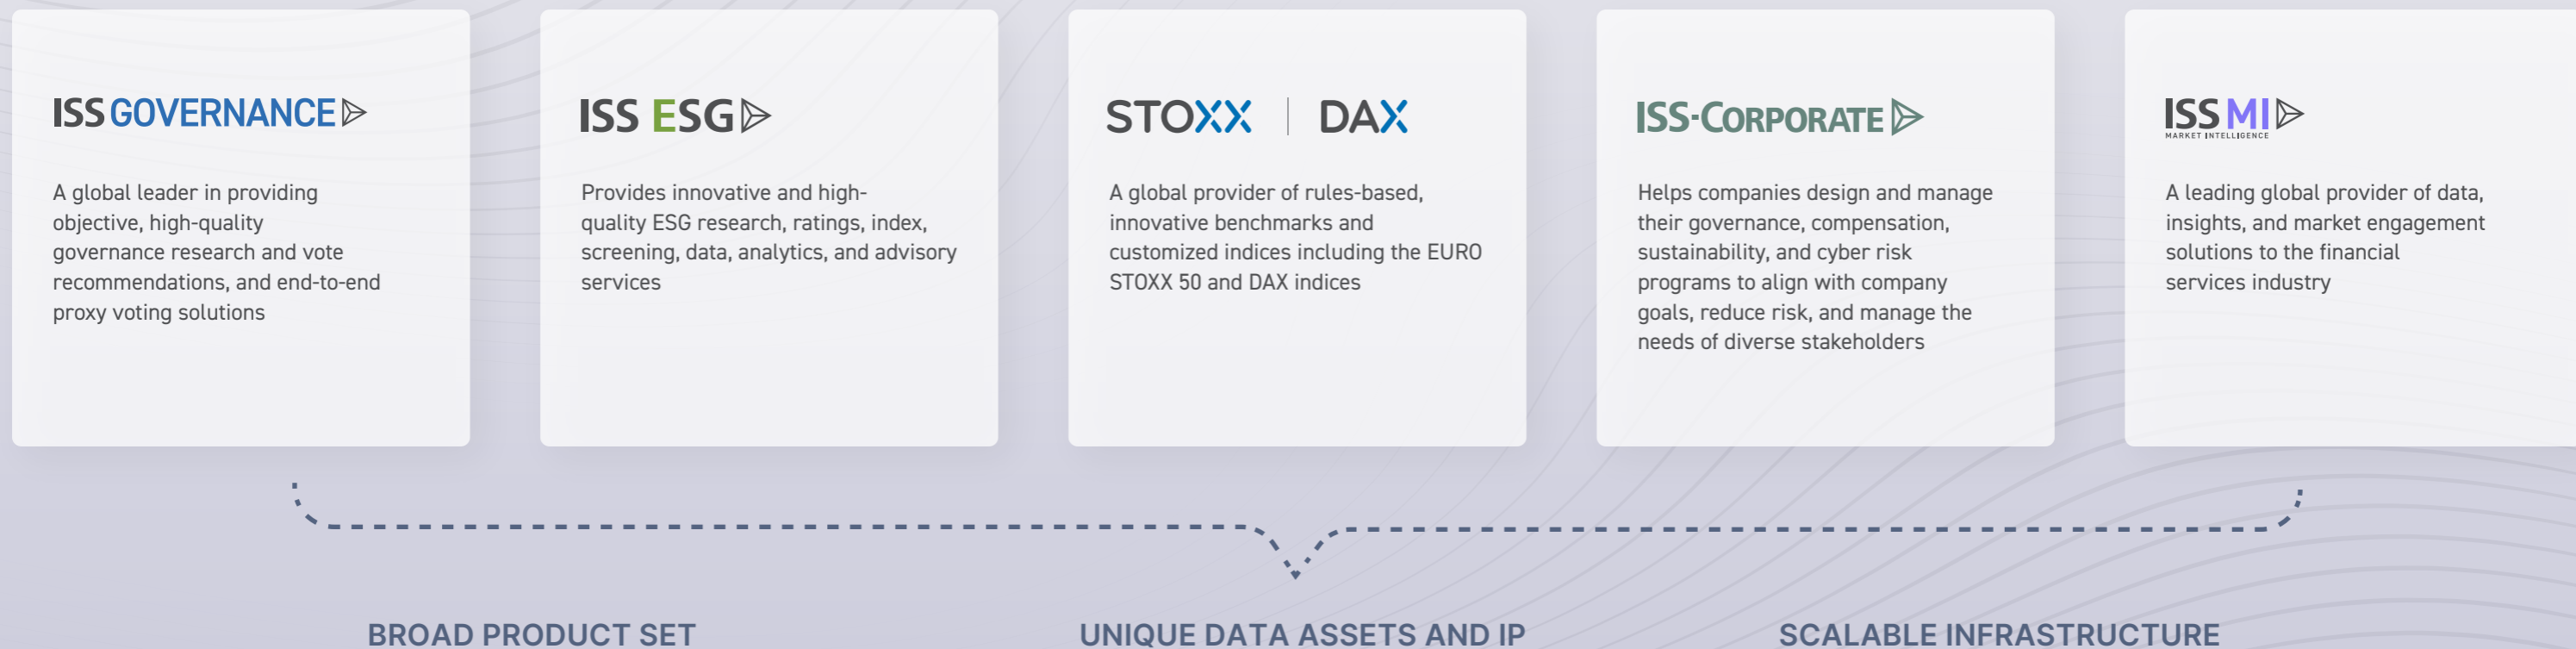 ISS GOVERNANCE
A global leader in providing
objective, high-quality
governance research and vote
recommendations, and end-to-end
proxy voting solutions
ISS ESG
Provides innovative and high-
quality ESG research, ratings, index,
screening, data, analytics, and advisory
services
STOXX | DAX
A global provider of rules-based,
innovative benchmarks and
customized indices including the EURO
STOXX 50 and DAX indices
ISS-CORPORATE
Helps companies design and manage
their governance, compensation,
sustainability, and cyber risk
programs to align with company
goals, reduce risk, and manage the
needs of diverse stakeholders
ISS MI
MARKET INTELLIGENCE
A leading global provider of data,
insights, and market engagement
solutions to the financial
services industry
BROAD PRODUCT SET
UNIQUE DATA ASSETS AND IP
SCALABLE INFRASTRUCTURE